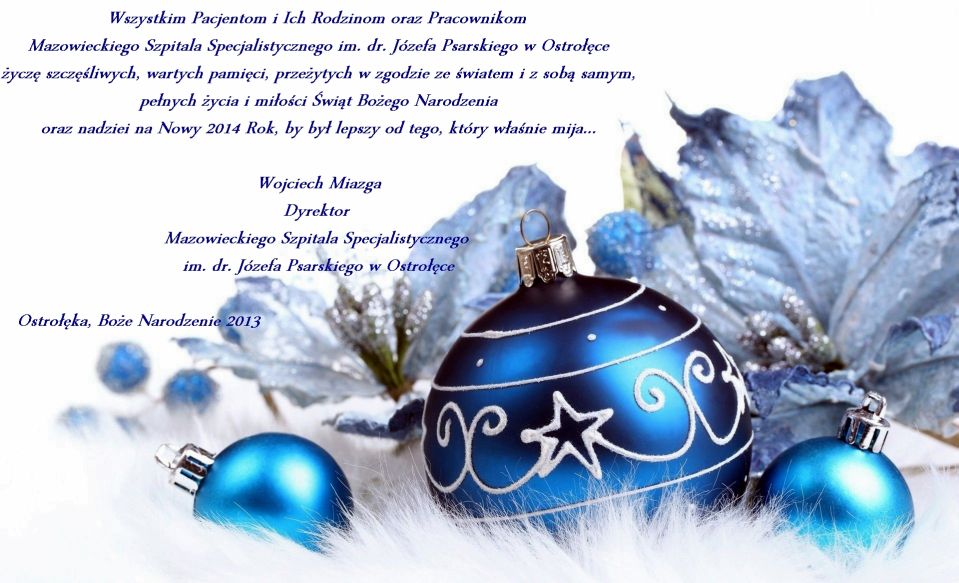 Wszystkim Pacjentom i Ich Rodzinom oraz Pracownikom
Mazowieckiego Szpitala Specjalistycznego im. dr. Józefa Psarskiego w Ostrołęce
życzę szczęśliwych, wartych pamięci, przeżytych w zgodzie ze światem i z sobą samym,
pełnych życia i miłości Świąt Bożego Narodzenia
oraz nadziei na Nowy 2014 Rok, by był lepszy od tego, który właśnie mija...
Wojciech Miazga
Dyrektor
Mazowieckiego Szpitala Specjalistycznego
im. dr. Józefa Psarskiego w Ostrołęce
Ostrołęka, Boże Narodzenie 2013